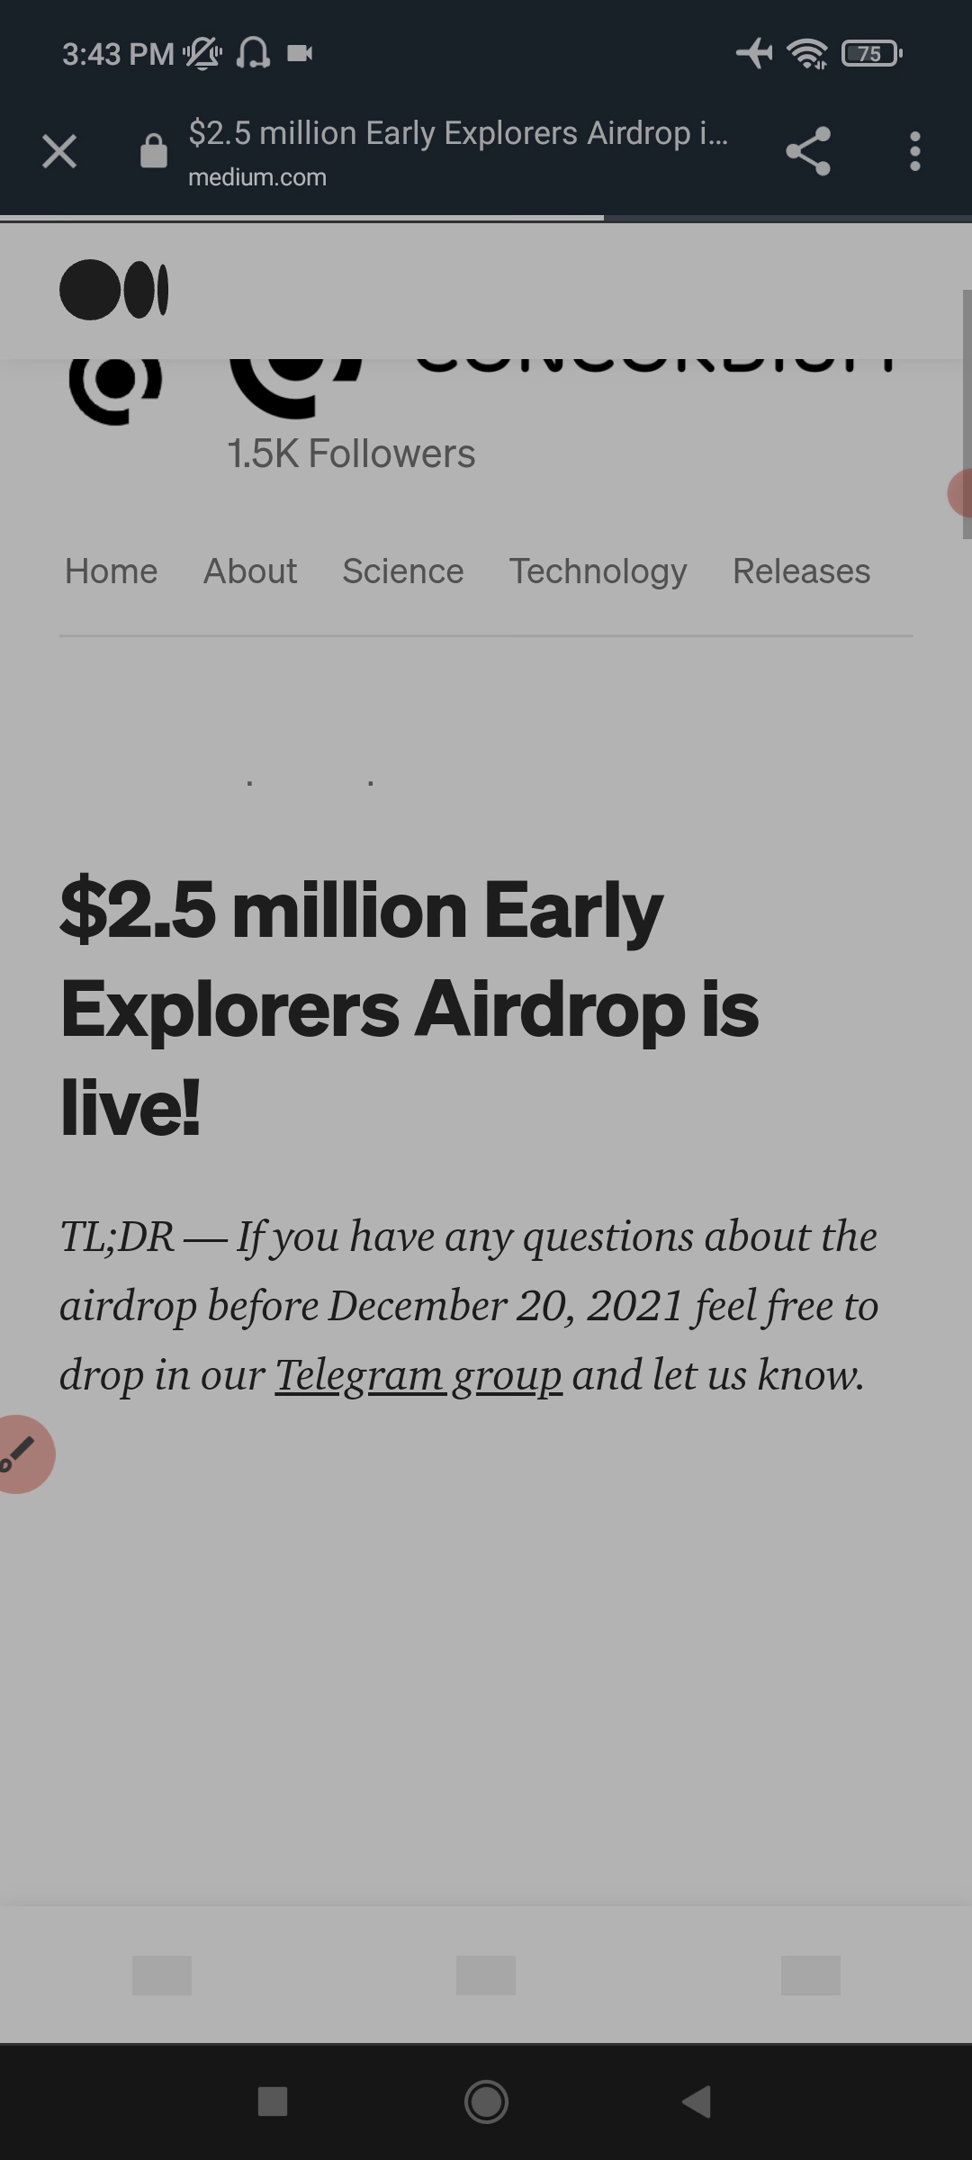 3:43 PM
75
$2.5 million Early Explorers Airdrop i...
medium.com
CONCORDIUM
1.5K Followers
Home About Science Technology Releases
$2.5 million Early
Explorers Airdrop is
live!
TL;DR — If you have any questions about the
airdrop before December 20, 2021 feel free to
drop in our Telegram group and let us know.